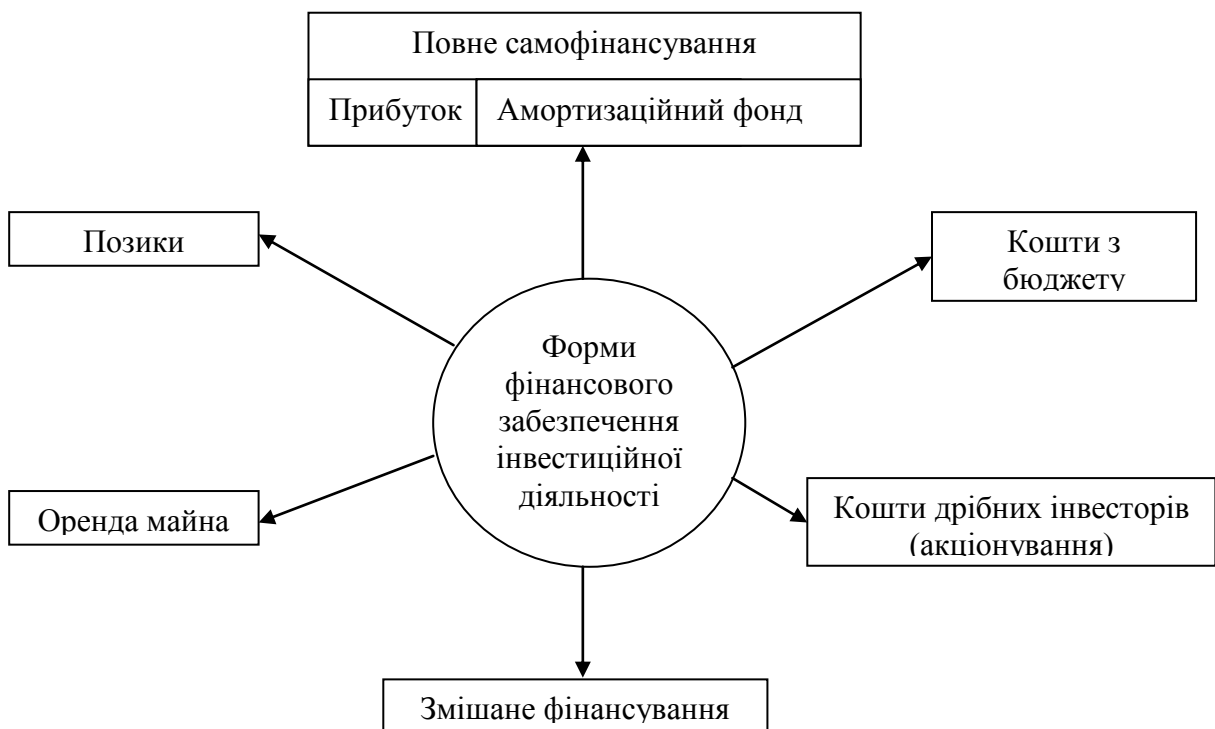 Повне самофінансування
Прибуток
Амортизаційний фонд
Позики
Кошти з
бюджету
Форми
фінансового
забезпечення
інвестиційної
діяльності
Оренда майна
Кошти дрібних інвесторів
(акціонування)
Змішане фінансування